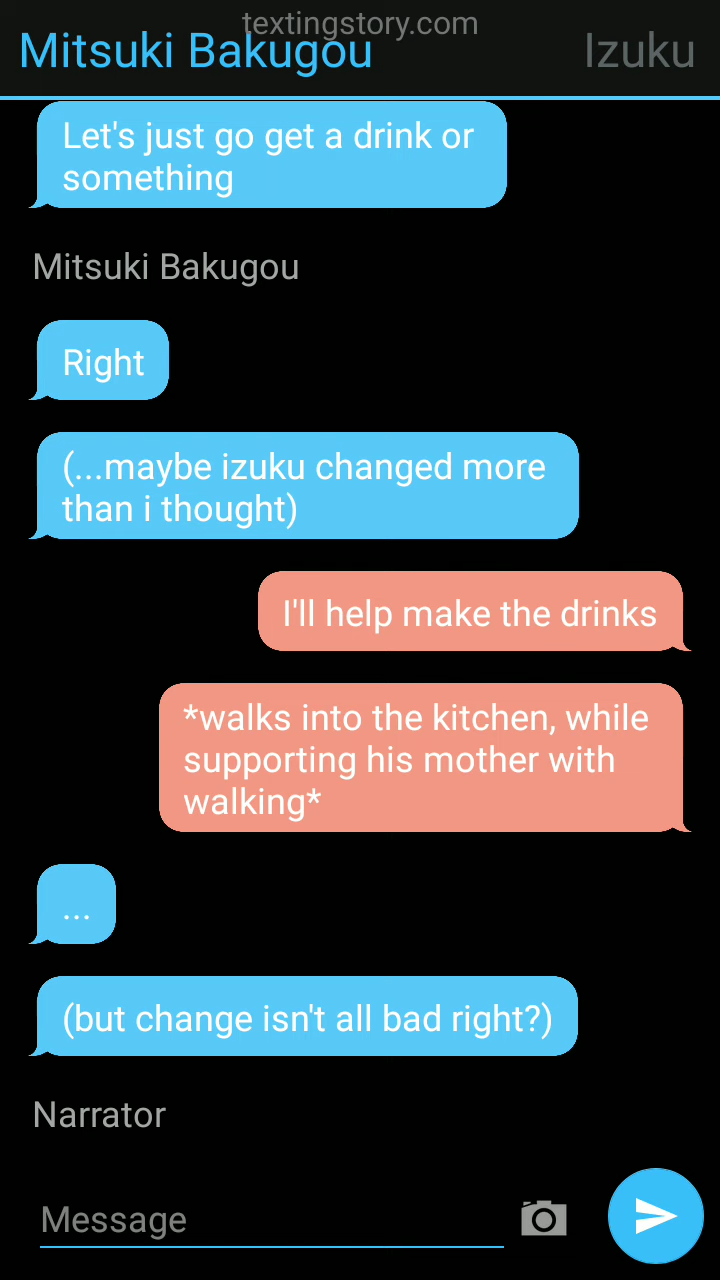 textingstory.com
Mitsuki Bakugou Izuku
Let's just go get a drink or
something
Mitsuki Bakugou
Right
(...maybe izuku changed more
than i thought)
I'll help make the drinks
*walks into the kitchen, while
supporting his mother with
walking*
...
(but change isn't all bad right?)
Narrator
Message